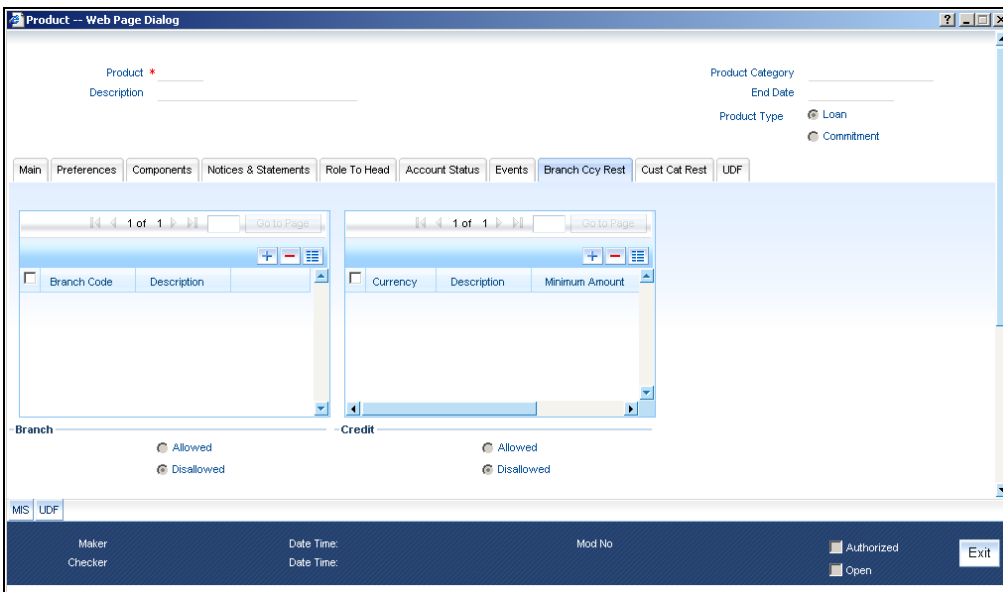 Product -- Web Page Dialog
Product *
Description
Product Category
End Date
Product Type Loan
Commitment
Main Preferences Components Notices & Statements Role To Head Account Status Events Branch Ccy Rest Cust Cat Rest UDF
1 of 1 Go to Page
Branch Code Description
1 of 1 Go to Page
Currency Description Minimum Amount
Branch
Allowed
Disallowed
Credit
Allowed
Disallowed
MIS UDF
Maker Date Time: Mod No Authorized
Checker Date Time: Open
Exit